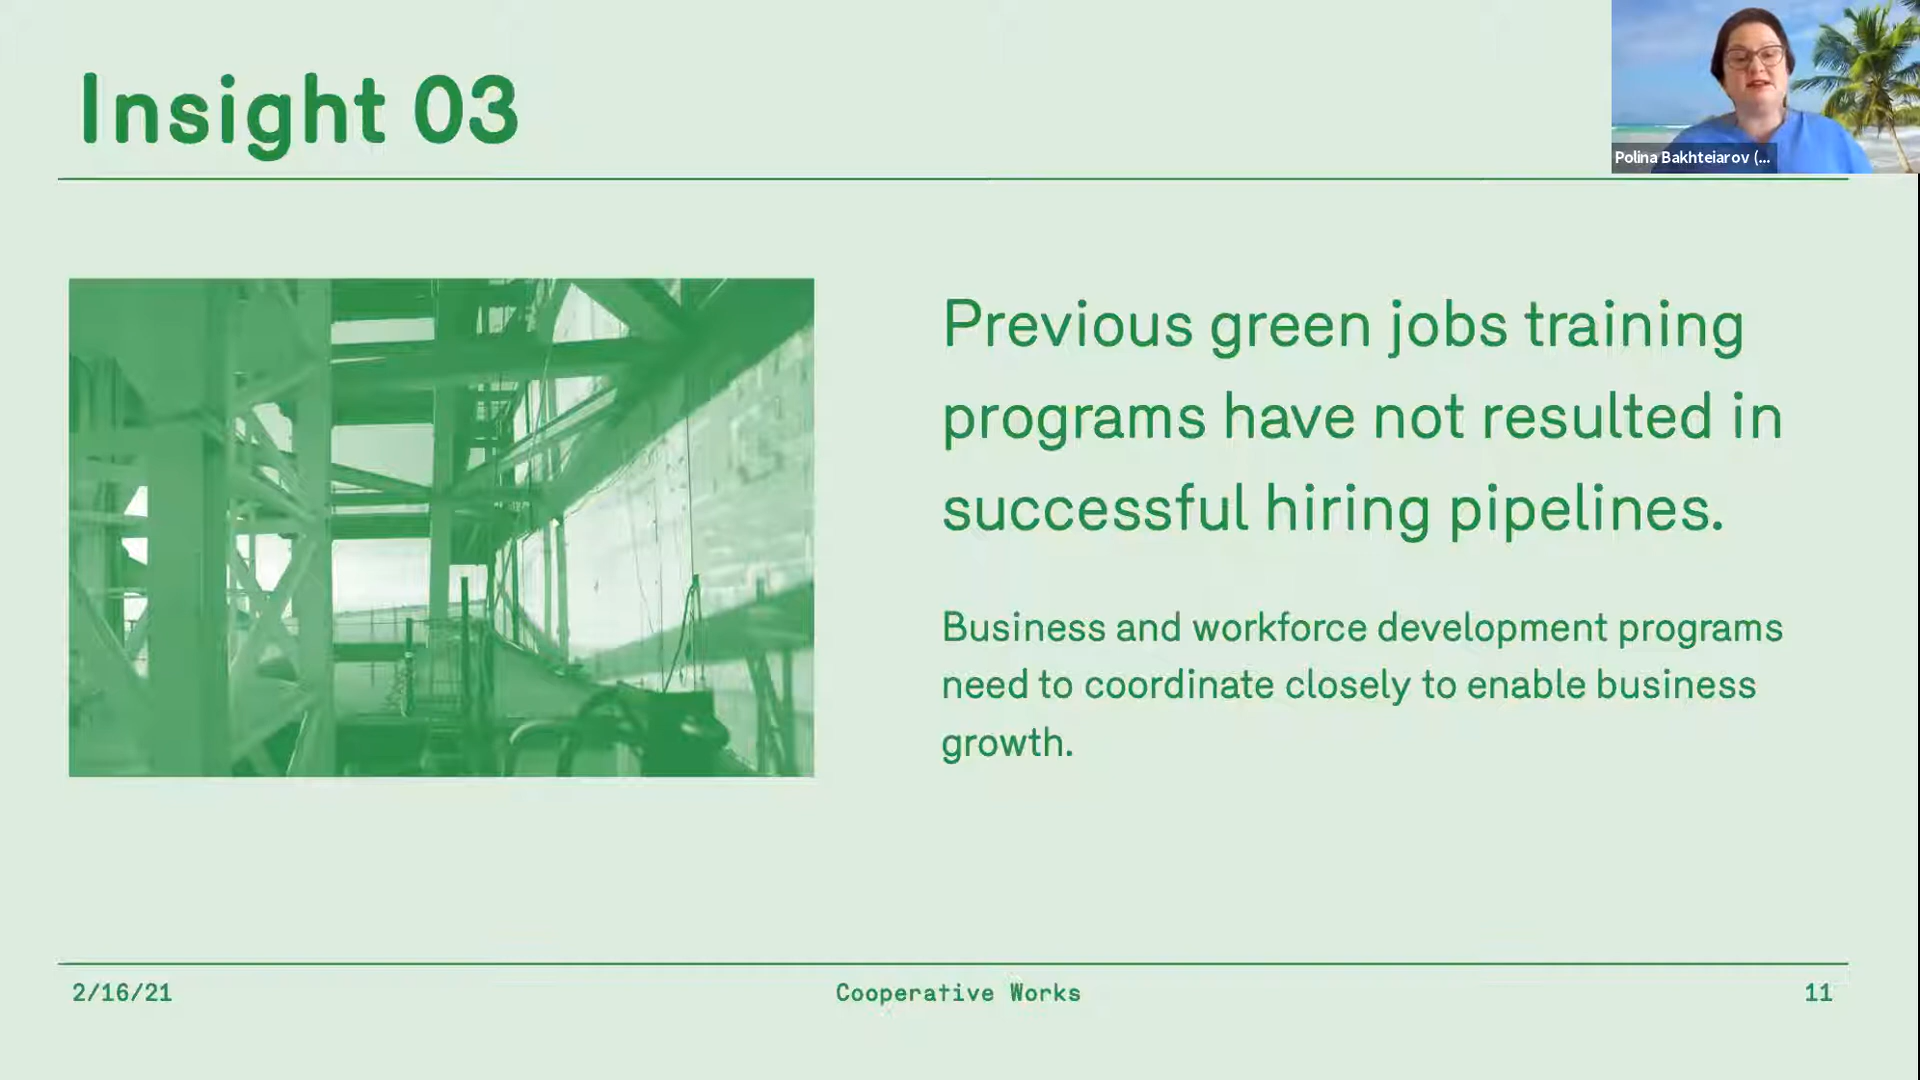 Insight 03
Polina Bakhteiarov (...
Previous green jobs training
programs have not resulted in
successful hiring pipelines.
Business and workforce development programs
need to coordinate closely to enable business
growth.
2/16/21
Cooperative Works
11